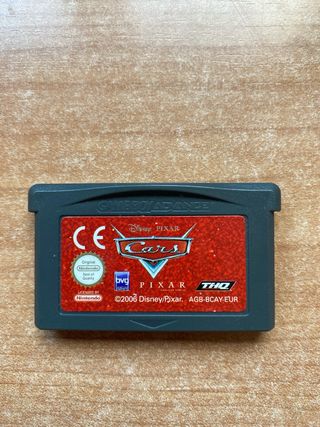 GAME BOY ADVANCE
CE
Disney PIXAR
Cars
Original
Nintendo
Seal of
Quality
LICENSED BY
Nintendo
bvg
PIXAR
THQ
©2006 Disney/Pixar. AGB-BCAY-EUR